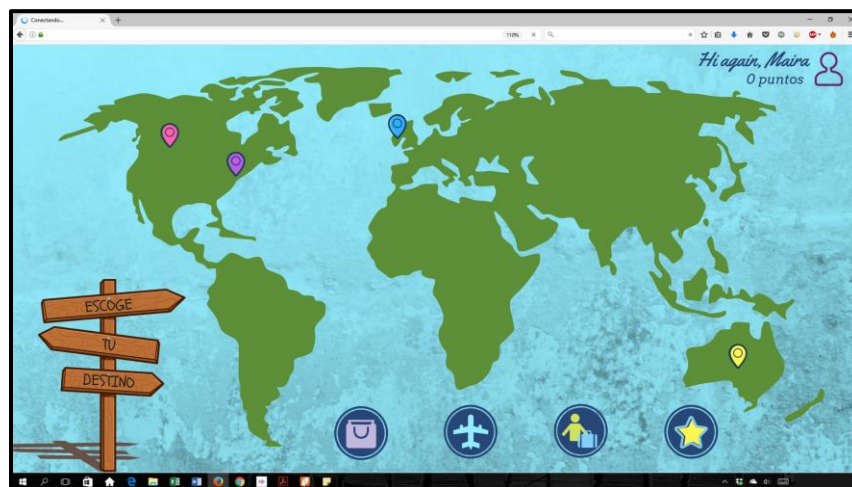 Conectando...
110%
Hi again, Maira
0 puntos
ESCOGE
TU
DESTINO